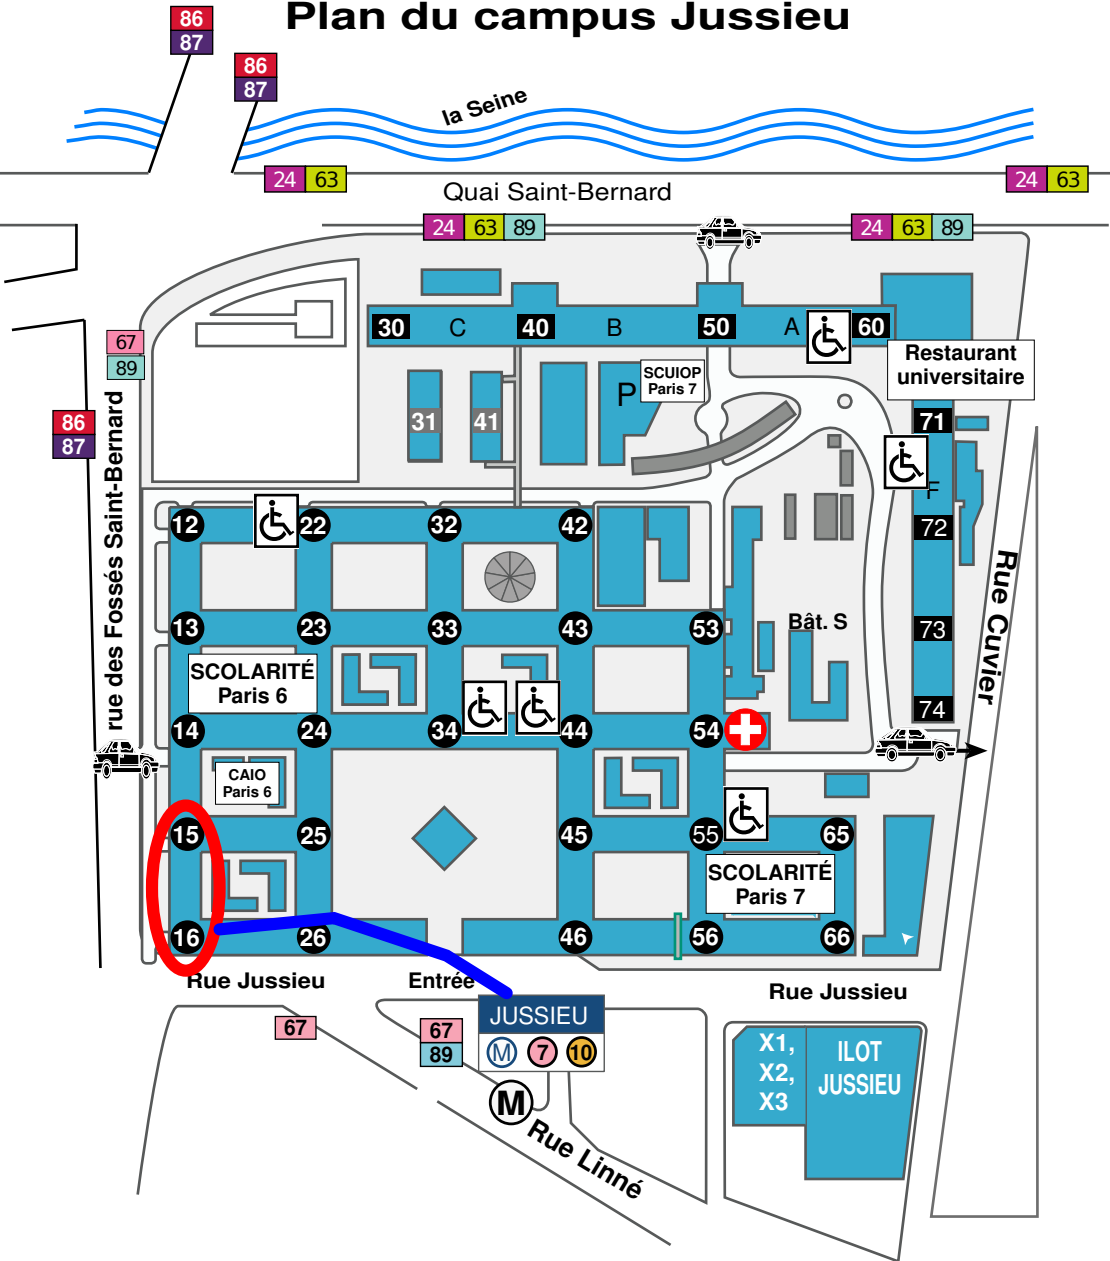 Plan du campus Jussieu
86
87
86
87
la Seine
24 63
24 63
Quai Saint-Bernard
24 63 89
24 63 89
30 C 40 B 50 A 60
67
89
Restaurant
universitaire
SCUIOP
Paris 7
P
31 41
71
86
87
rue des Fossés Saint-Bernard
F
12 22 32 42
72
Rue Cuvier
13 23 33 43 53
Bât. S
73
SCOLARITÉ
Paris 6
74
14 24 34 44 54
CAIO
Paris 6
15 25 45 55 65
SCOLARITÉ
Paris 7
16 26 46 56 66
Rue Jussieu
Entrée
Rue Jussieu
JUSSIEU
M 7 10
67
67
89
M
Rue Linné
X1,
X2,
X3
ILOT
JUSSIEU